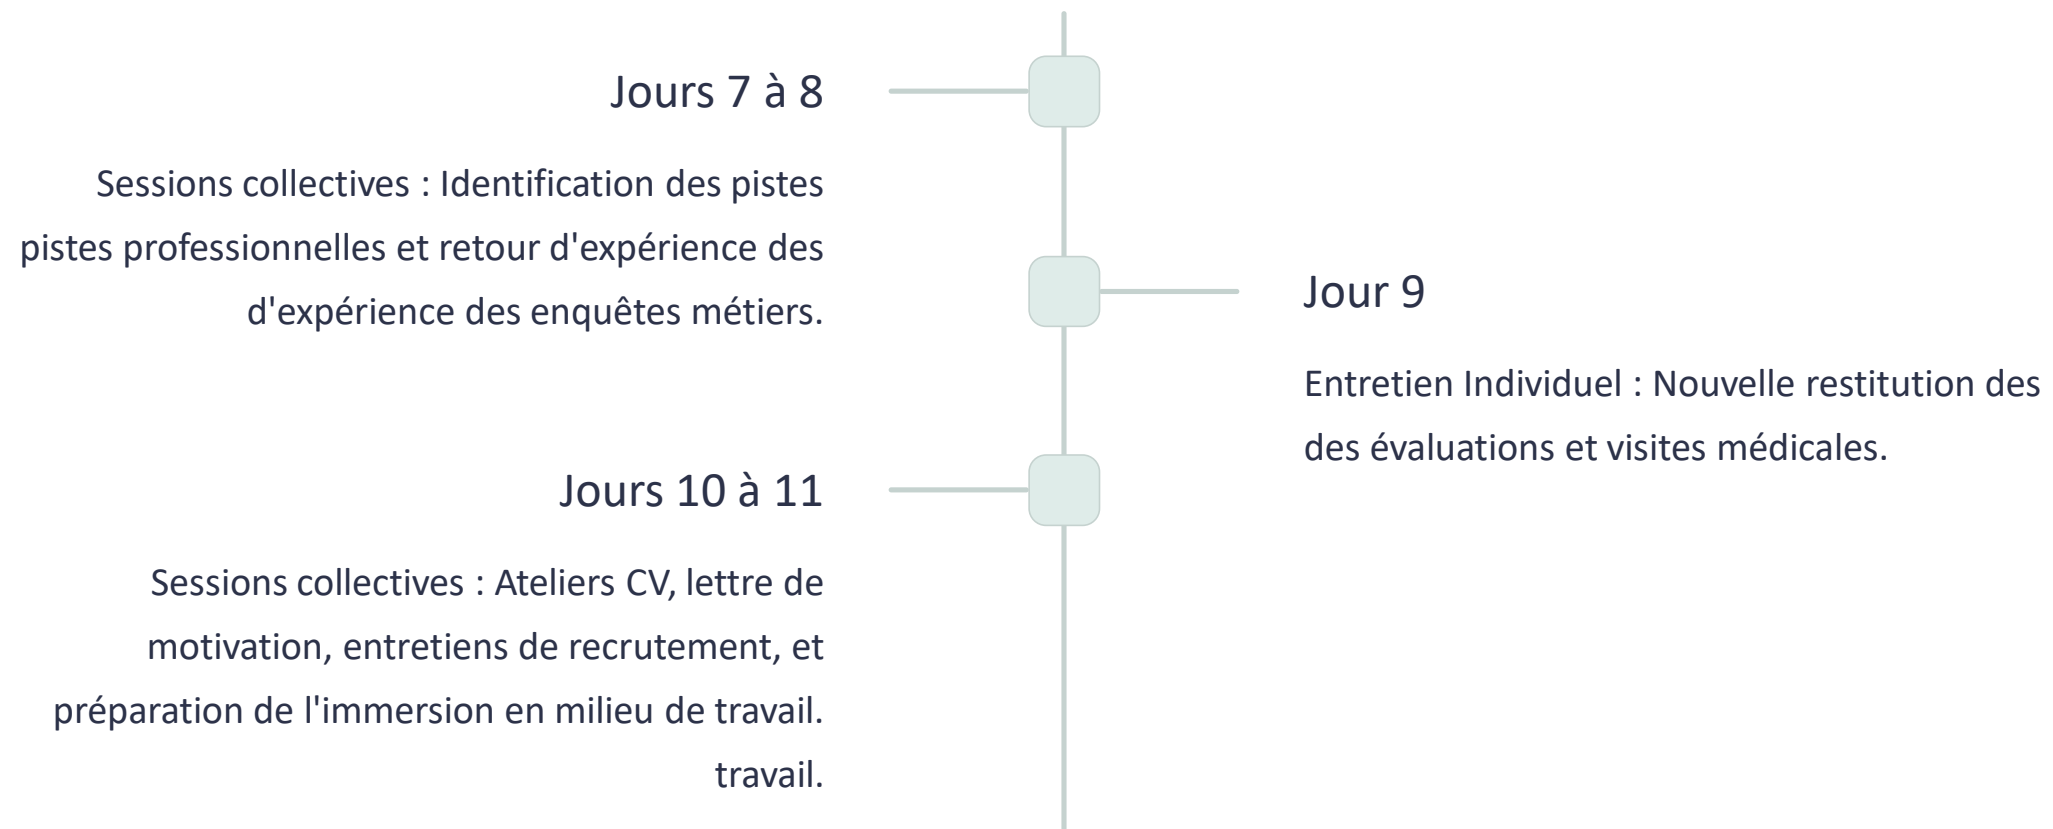 Jours 7 à 8
Sessions collectives : Identification des pistes
pistes professionnelles et retour d'expérience des
d'expérience des enquêtes métiers.
Jour 9
Entretien Individuel : Nouvelle restitution des
des évaluations et visites médicales.
Jours 10 à 11
Sessions collectives : Ateliers CV, lettre de
motivation, entretiens de recrutement, et
préparation de l'immersion en milieu de travail.
travail.